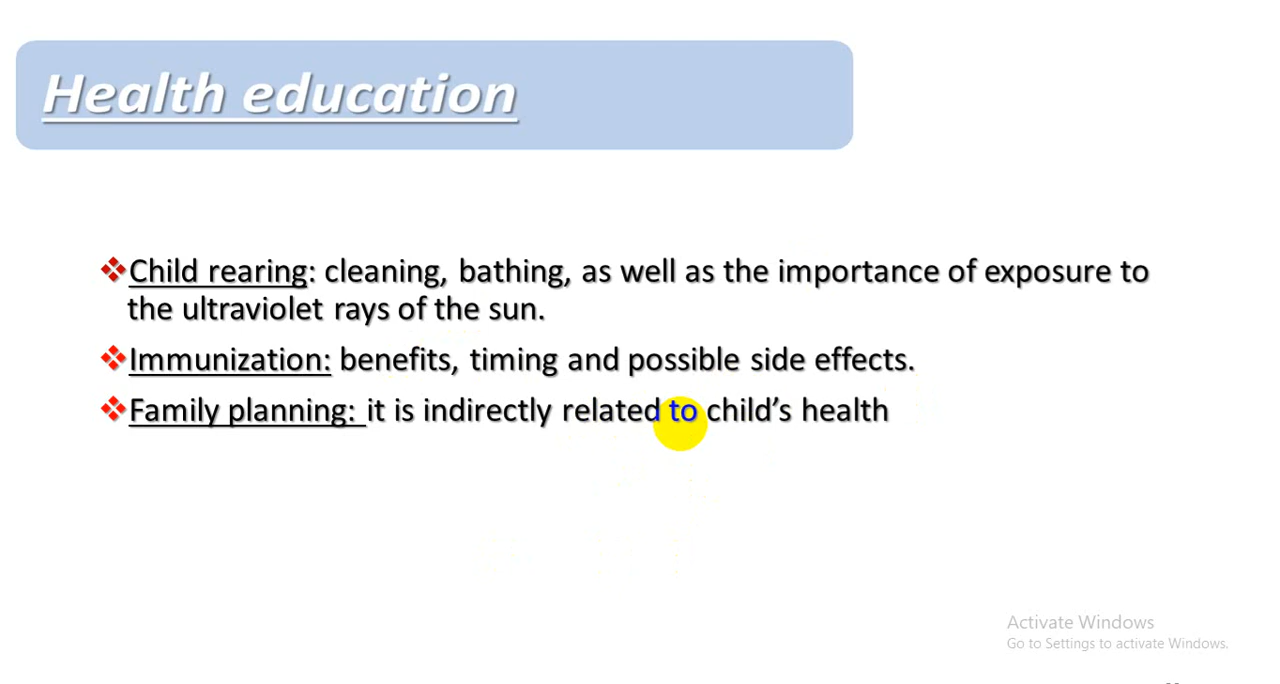 Health education
❖Child rearing: cleaning, bathing, as well as the importance of exposure to
the ultraviolet rays of the sun.
❖Immunization: benefits, timing and possible side effects.
❖Family planning: it is indirectly related to child’s health
Activate Windows
Go to Settings to activate Windows.